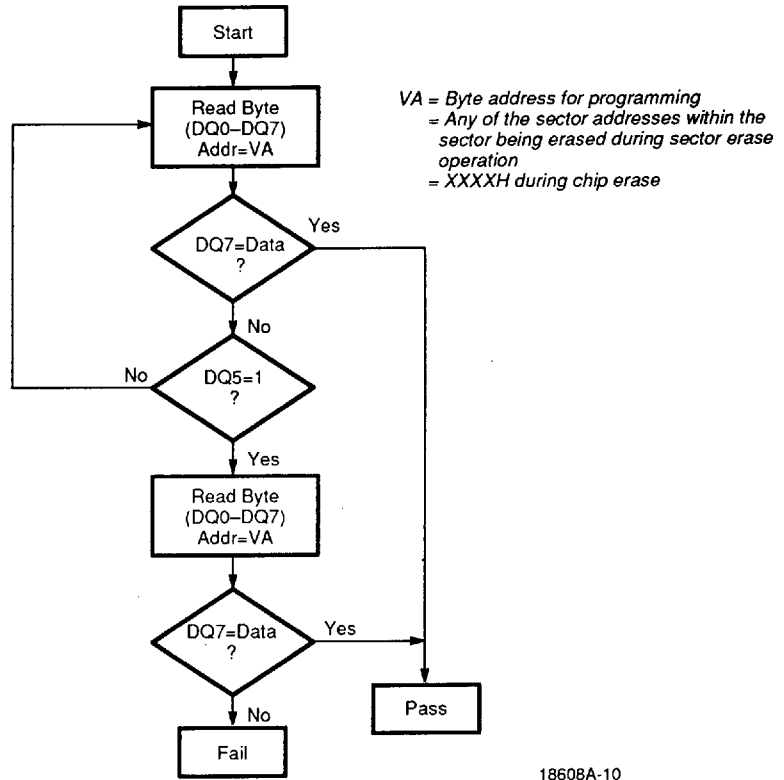 Start
Read Byte
(DQ0–DQ7)
Addr=VA
VA = Byte address for programming
= Any of the sector addresses within the
sector being erased during sector erase
operation
= XXXXH during chip erase
Yes
DQ7=Data
?
No
No
DQ5=1
?
Yes
Read Byte
(DQ0–DQ7)
Addr=VA
DQ7=Data
?
Yes
No
Pass
Fail
18608A-10